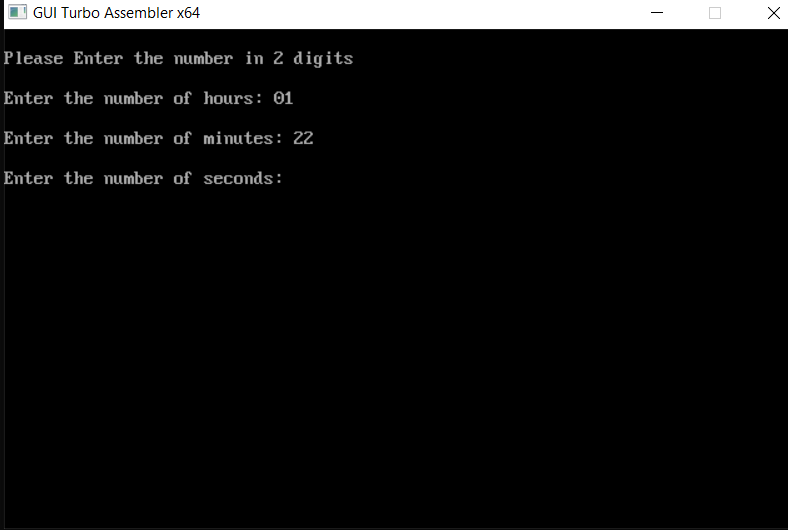 GUI Turbo Assembler x64
Please Enter the number in 2 digits
Enter the number of hours: 01
Enter the number of minutes: 22
Enter the number of seconds: